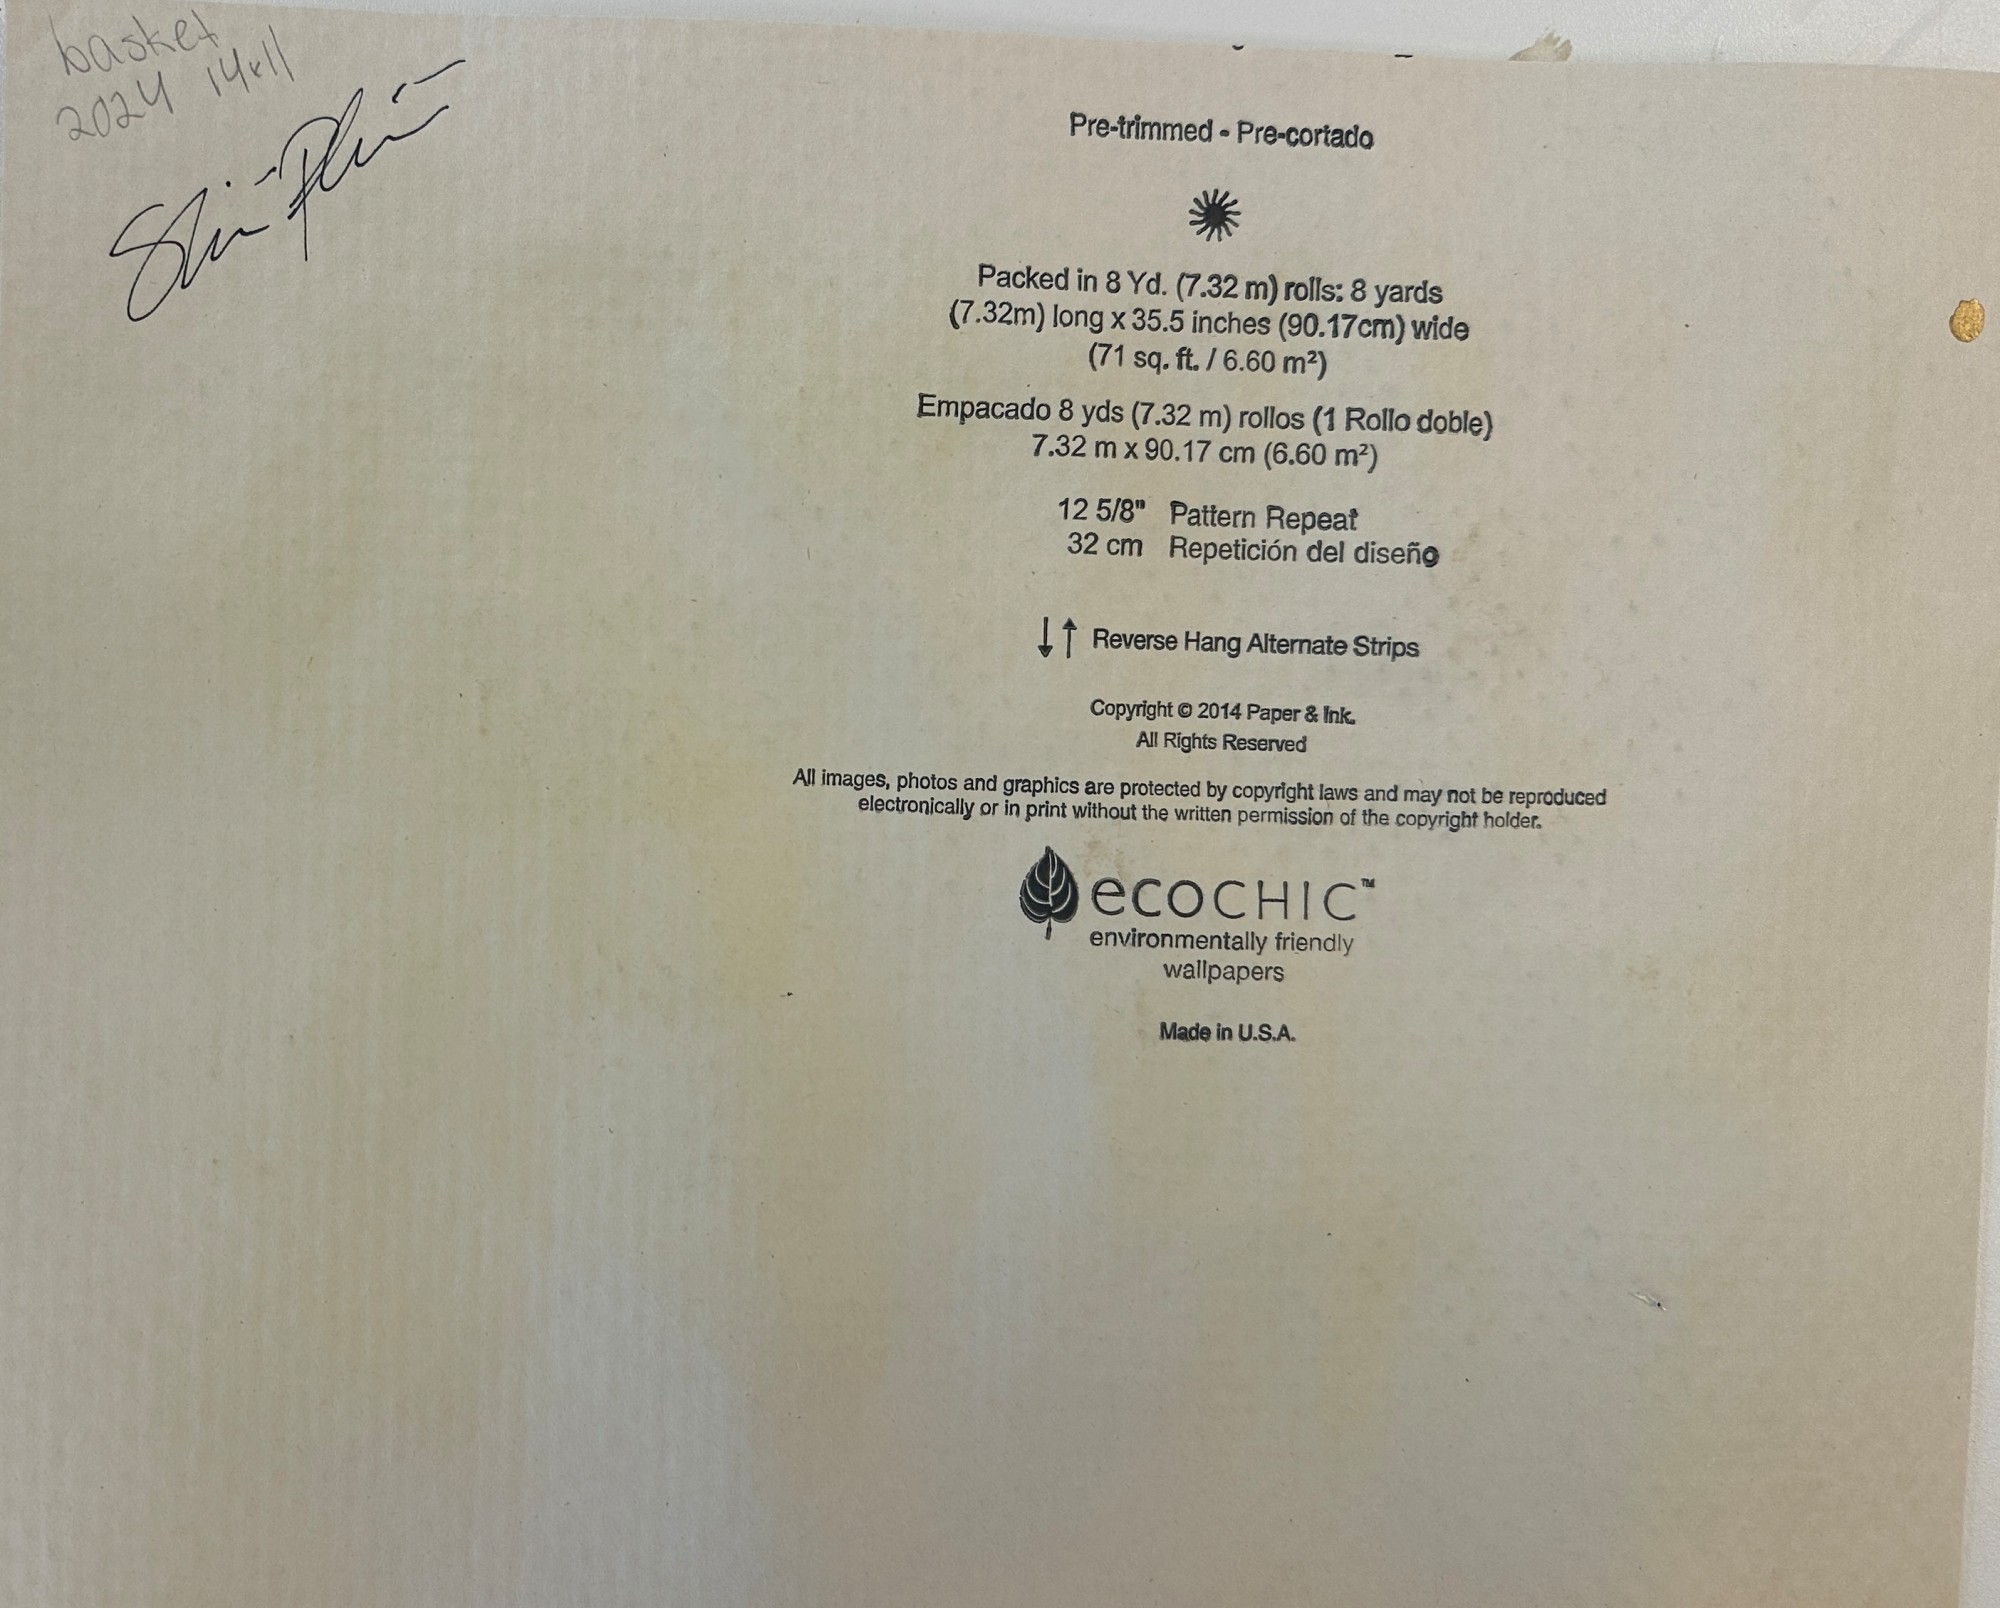 basket
2024 14x11
Pre-trimmed - Pre-cortado
Packed in 8 Yd. (7.32 m) rolls: 8 yards
(7.32m) long x 35.5 inches (90.17cm) wide
(71 sq. ft. / 6.60 m²)
Empacado 8 yds (7.32 m) rollos (1 Rollo doble)
7.32 m x 90.17 cm (6.60 m²)
12 5/8" Pattern Repeat
32 cm Repetición del diseño
↓↑ Reverse Hang Alternate Strips
Copyright © 2014 Paper & Ink.
All Rights Reserved
All images, photos and graphics are protected by copyright laws and may not be reproduced
electronically or in print without the written permission of the copyright holder.
ecoCHIC™
environmentally friendly
wallpapers
Made in U.S.A.